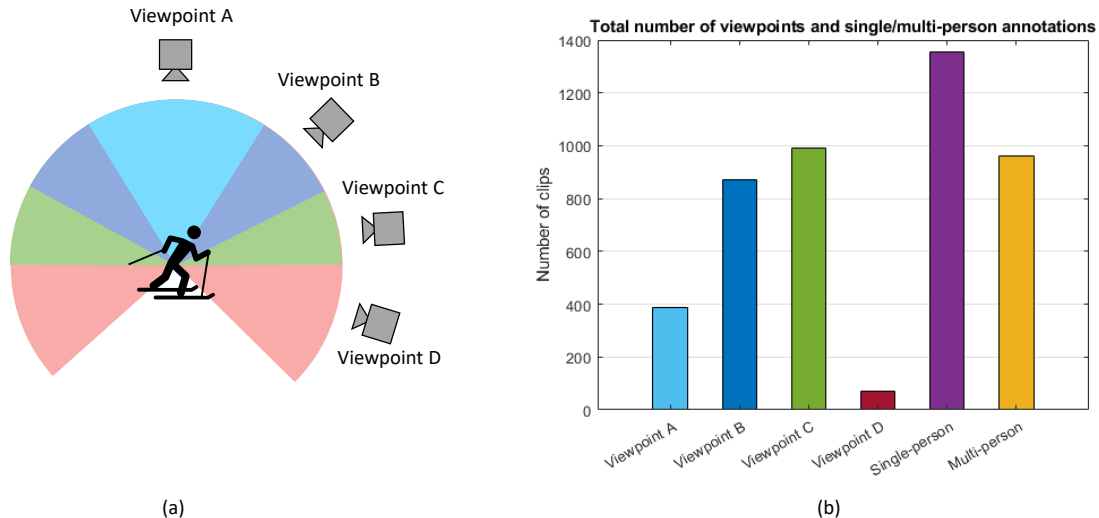 Viewpoint A
Viewpoint B
Viewpoint C
Viewpoint D
(a)
Total number of viewpoints and single/multi-person annotations
Number of clips
1400
1200
1000
800
600
400
200
0
Viewpoint A
Viewpoint B
Viewpoint C
Viewpoint D
Single-person
Multi-person
(b)